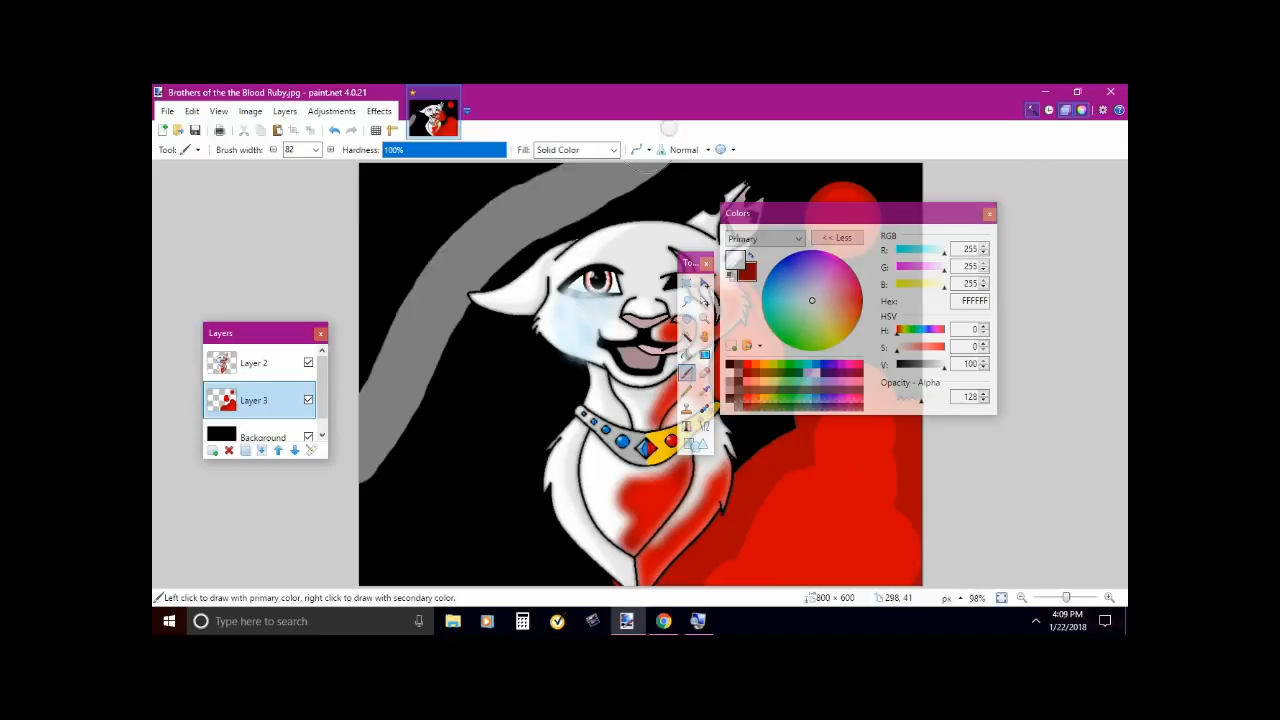 Brothers of the the Blood Ruby.jpg - paint.net 4.0.21
File Edit View Image Layers Adjustments Effects
Tool: Brush width: 82 Hardness: 100% Fill: Solid Color Normal
Colors
Primary << Less
RGB
R: 255
G: 255
B: 255
Hex: FFFFFF
HSV
H: 0
S: 0
V: 100
Opacity - Alpha
128
To...
Layers
Layer 2
Layer 3
Background
Left click to draw with primary color, right click to draw with secondary color. 800 × 600 298, 41 px 98%
Type here to search
4:09 PM
1/22/2018